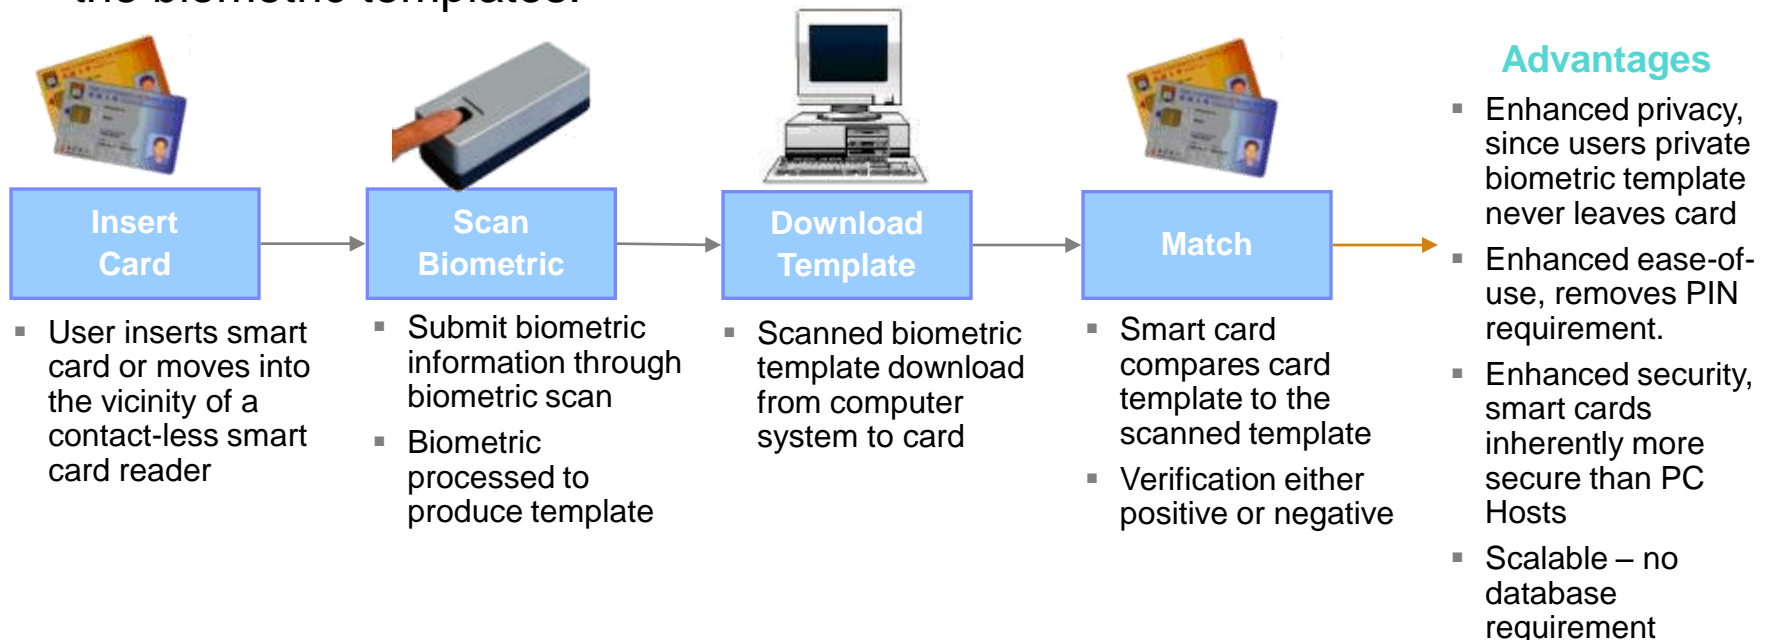 the biometric templates.
Insert
Card
▪ User inserts smart
card or moves into
the vicinity of a
contact-less smart
card reader
Scan
Biometric
▪ Submit biometric
information through
biometric scan
▪ Biometric
processed to
produce template
Download
Template
▪ Scanned biometric
template download
from computer
system to card
Match
▪ Smart card
compares card
template to the
scanned template
▪ Verification either
positive or negative
Advantages
▪ Enhanced privacy,
since users private
biometric template
never leaves card
▪ Enhanced ease-of-
use, removes PIN
requirement.
▪ Enhanced security,
smart cards
inherently more
secure than PC
Hosts
▪ Scalable – no
database
requirement